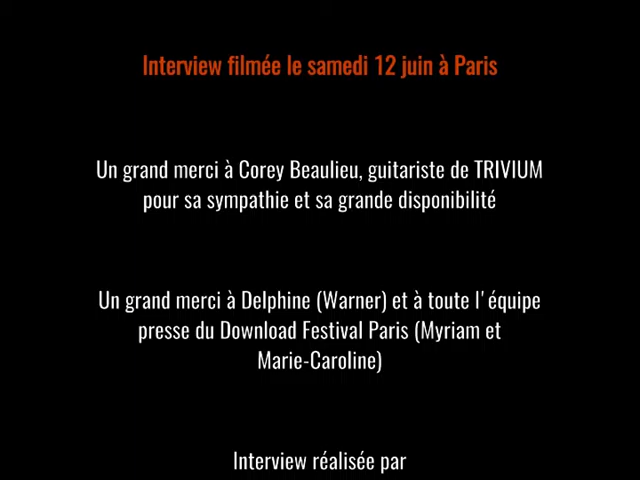 Interview filmée le samedi 12 juin à Paris
Un grand merci à Corey Beaulieu, guitariste de TRIVIUM
pour sa sympathie et sa grande disponibilité
Un grand merci à Delphine (Warner) et à toute l'équipe
presse du Download Festival Paris (Myriam et
Marie-Caroline)
Interview réalisée par